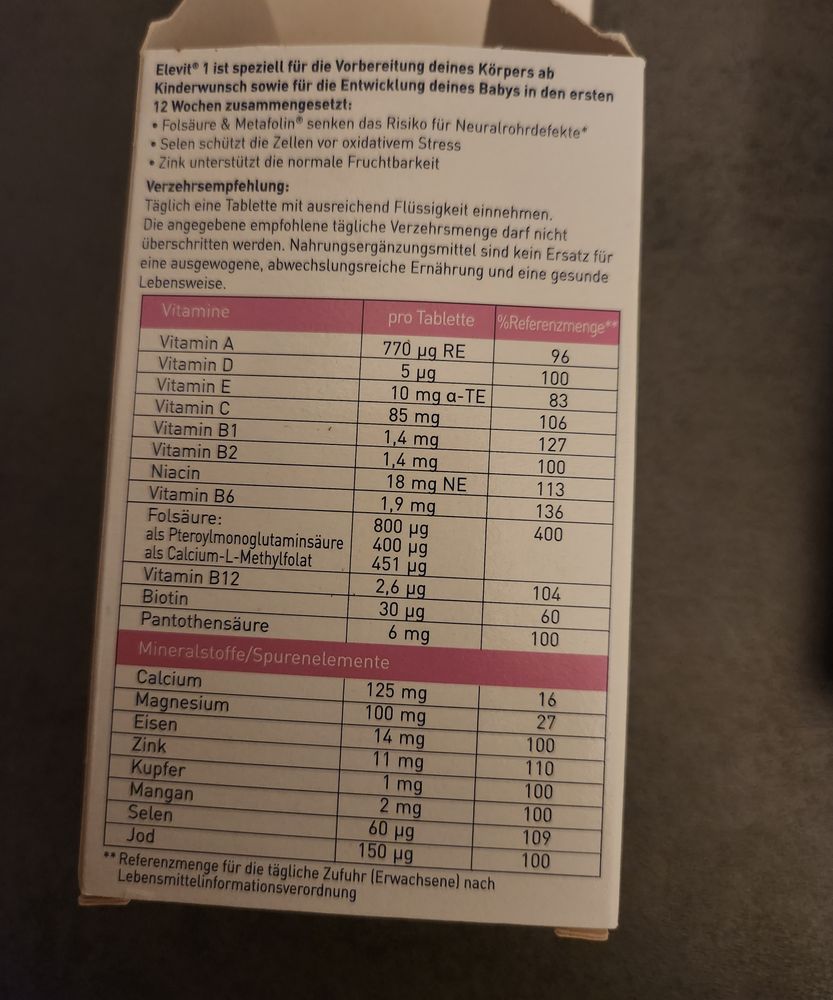 Elevit® 1 ist speziell für die Vorbereitung deines Körpers ab
Kinderwunsch sowie für die Entwicklung deines Babys in den ersten
12 Wochen zusammengesetzt:
• Folsäure & Metafolin® senken das Risiko für Neuralrohrdefekte*
• Selen schützt die Zellen vor oxidativem Stress
• Zink unterstützt die normale Fruchtbarkeit
Verzehrsempfehlung:
Täglich eine Tablette mit ausreichend Flüssigkeit einnehmen.
Die angegebene empfohlene tägliche Verzehrsmenge darf nicht
überschritten werden. Nahrungsergänzungsmittel sind kein Ersatz für
eine ausgewogene, abwechslungsreiche Ernährung und eine gesunde
Lebensweise.
Vitamine pro Tablette %Referenzmenge**
Vitamin A 770 µg RE 96
Vitamin D 5 µg 100
Vitamin E 10 mg α-TE 83
Vitamin C 85 mg 106
Vitamin B1 1,4 mg 127
Vitamin B2 1,4 mg 100
Niacin 18 mg NE 113
Vitamin B6 1,9 mg 136
Folsäure: 800 µg 400
als Pteroylmonoglutaminsäure 400 µg
als Calcium-L-Methylfolat 451 µg
Vitamin B12 2,6 µg 104
Biotin 30 µg 60
Pantothensäure 6 mg 100
Mineralstoffe/Spurenelemente
Calcium 125 mg 16
Magnesium 100 mg 27
Eisen 14 mg 100
Zink 11 mg 110
Kupfer 1 mg 100
Mangan 2 mg 100
Selen 60 µg 109
Jod 150 µg 100
** Referenzmenge für die tägliche Zufuhr (Erwachsene) nach
Lebensmittelinformationsverordnung